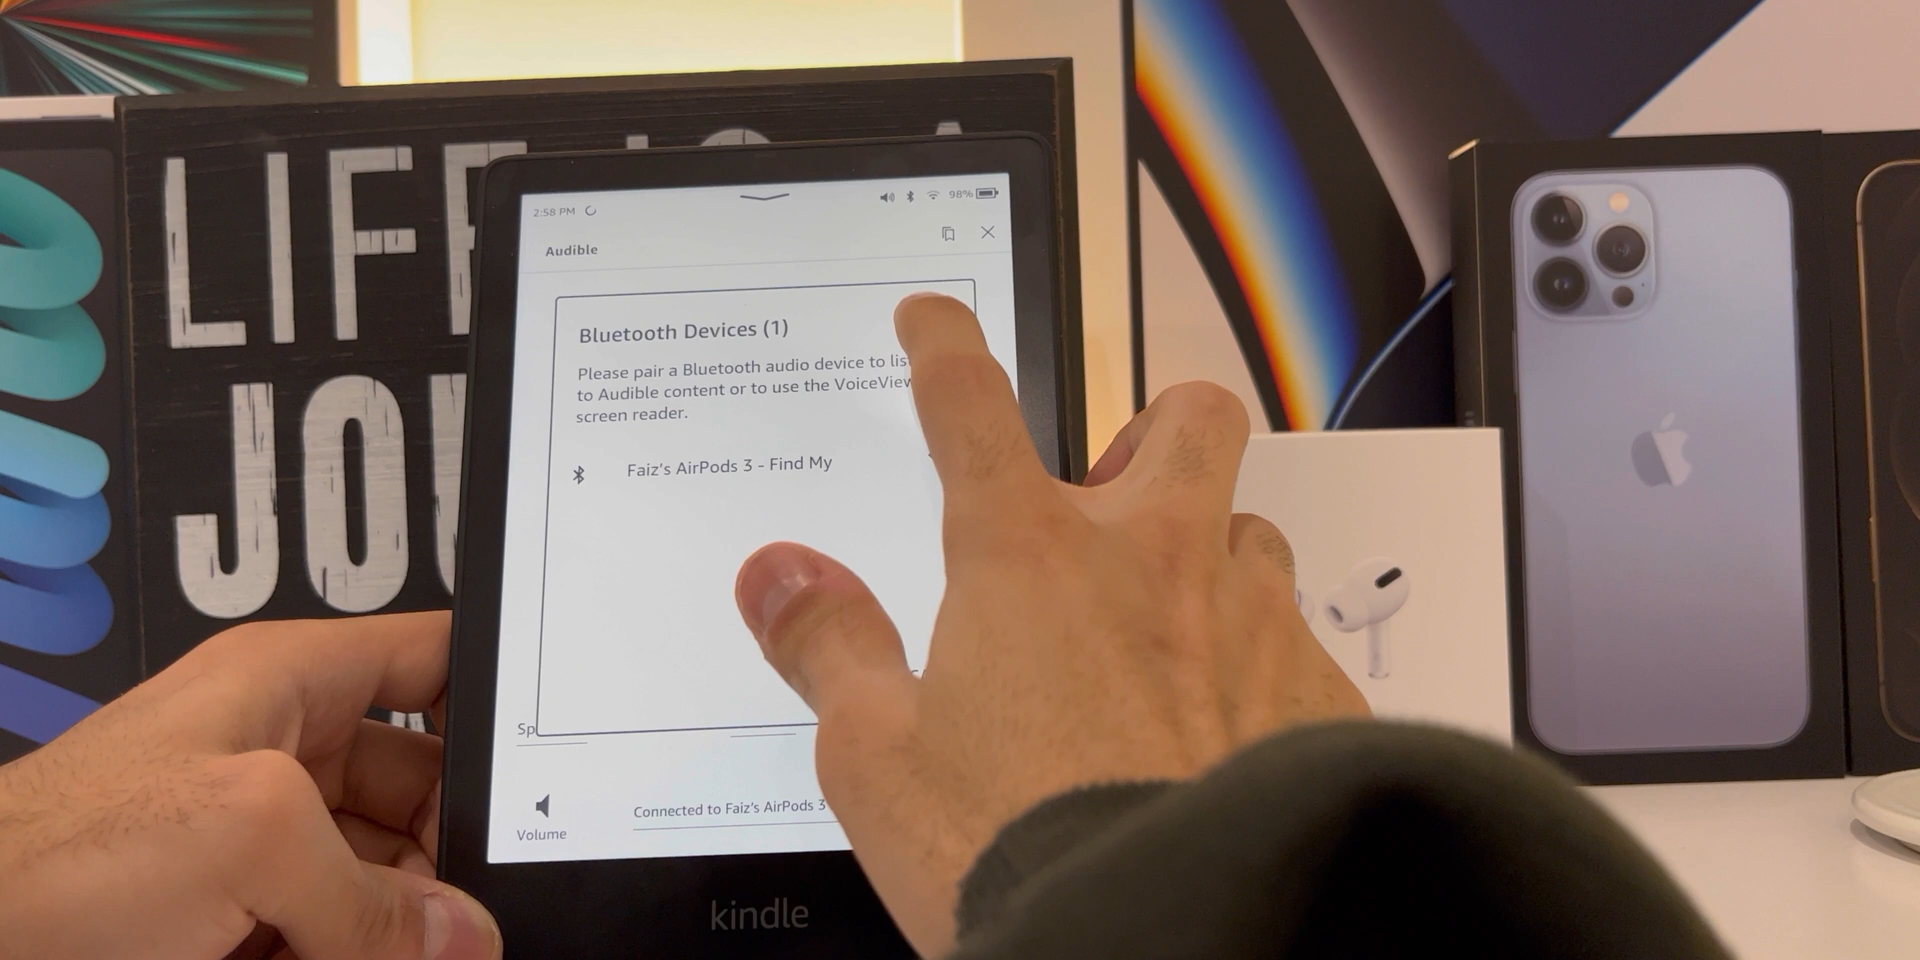 LIFE
JO
2:58 PM
98%
Audible
Bluetooth Devices (1)
Please pair a Bluetooth audio device to
to Audible content or to use the VoiceView
screen reader.
Faiz's AirPods 3 - Find My
Volume
Connected to Faiz's AirPods 3
kindle